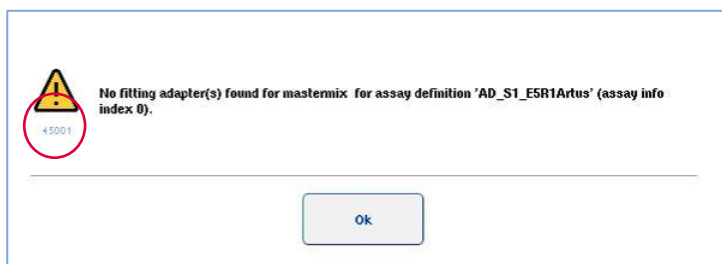 No fitting adapter(s) found for mastermix for assay definition 'AD_S1_E5R1Artus' (assay info
index 0).
45001
Ok